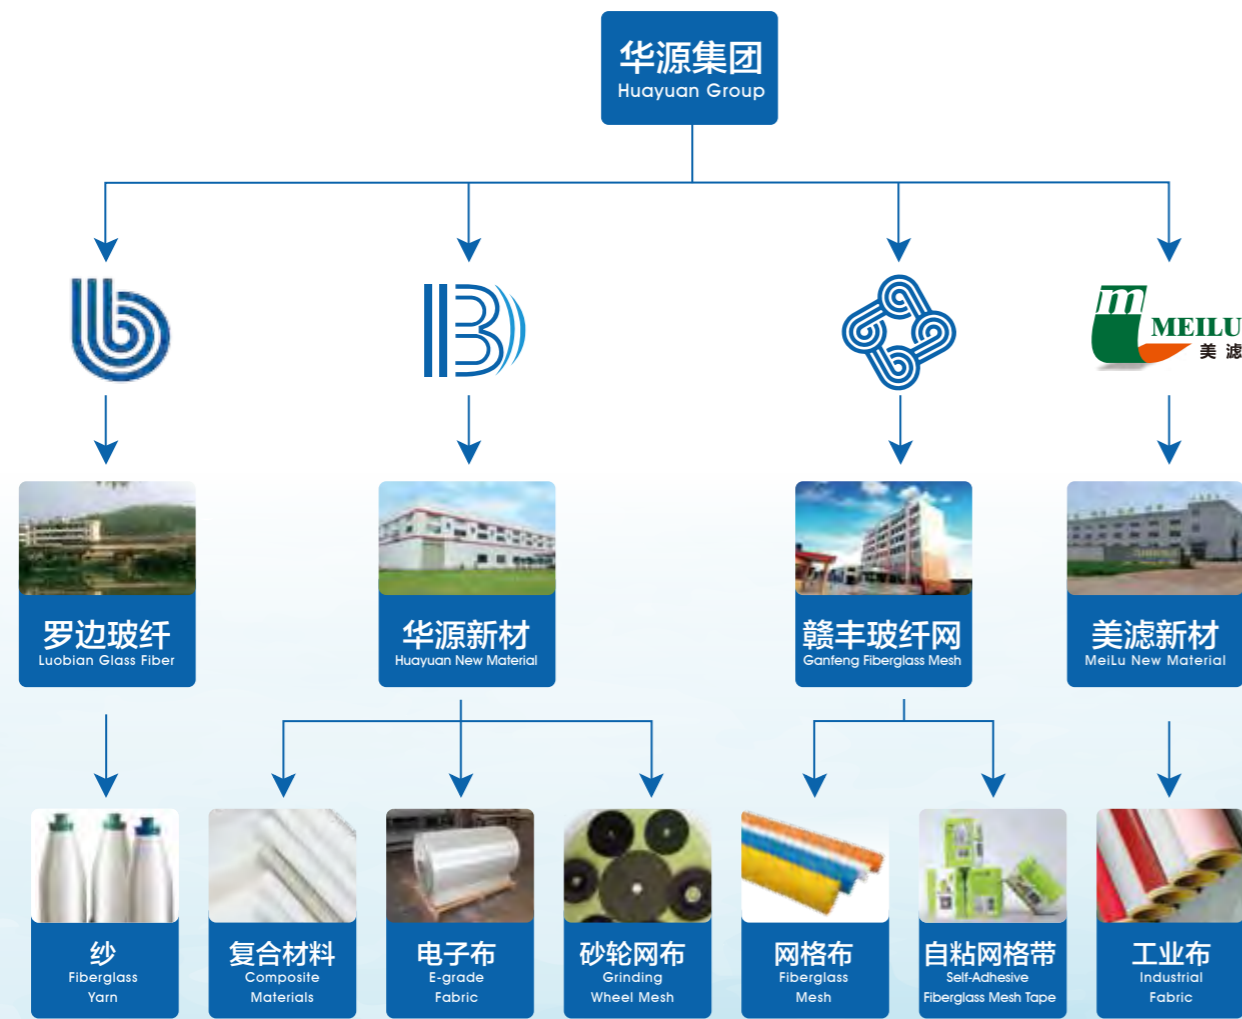 华源集团
Huayuan Group
MEILU
美滤
罗边玻纤
Luobian Glass Fiber
华源新材
Huayuan New Material
赣丰玻纤网
Ganfeng Fiberglass Mesh
美滤新材
MeiLu New Material
纱
Fiberglass
Yarn
复合材料
Composite
Materials
电子布
E-grade
Fabric
砂轮网布
Grinding
Wheel Mesh
网格布
Fiberglass
Mesh
自粘网格带
Self-Adhesive
Fiberglass Mesh Tape
工业布
Industrial
Fabric